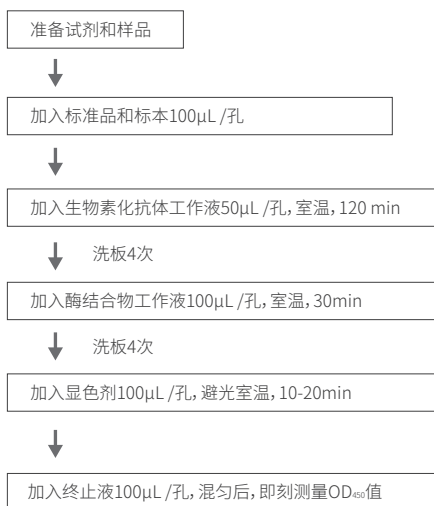 准备试剂和样品
加入标准品和标本100μL /孔
加入生物素化抗体工作液50μL /孔，室温，120 min
洗板4次
加入酶结合物工作液100μL /孔，室温，30min
洗板4次
加入显色剂100μL /孔，避光室温，10-20min
加入终止液100μL /孔，混匀后，即刻测量OD₄₅₀值